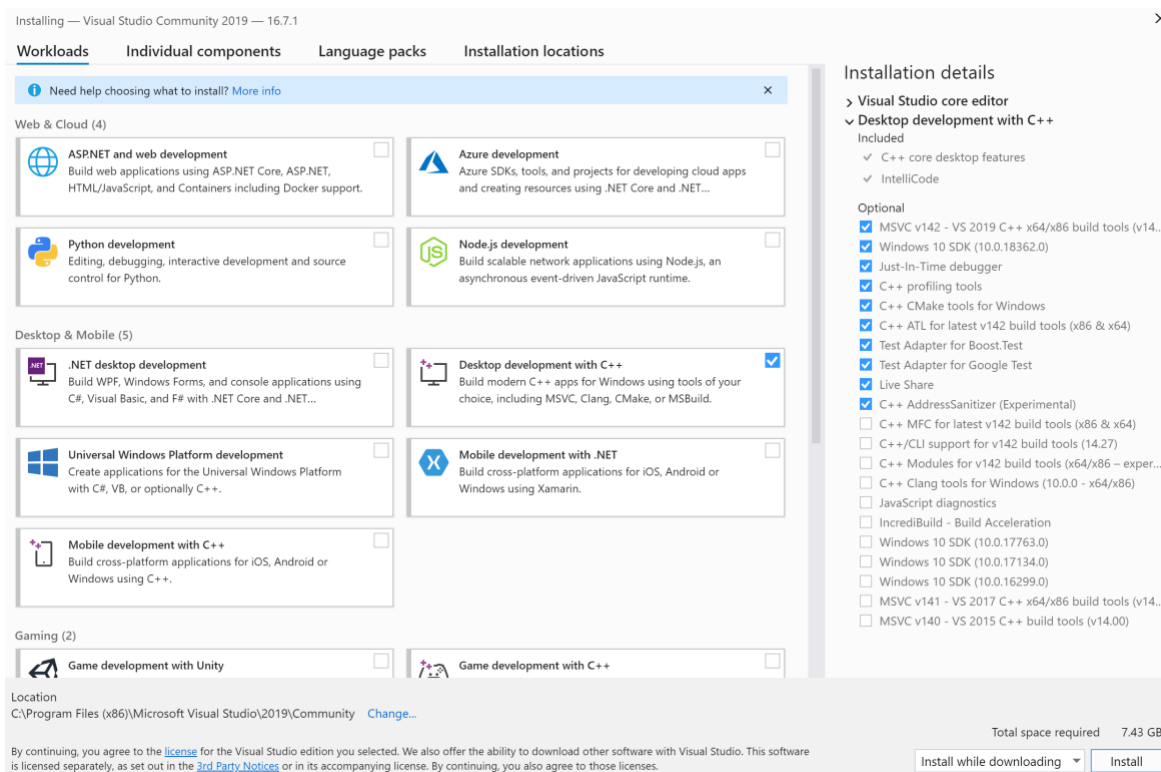 Installing — Visual Studio Community 2019 — 16.7.1
Workloads
Individual components
Language packs
Installation locations
Need help choosing what to install? More info
Web & Cloud (4)
ASP.NET and web development
Build web applications using ASP.NET Core, ASP.NET,
HTML/JavaScript, and Containers including Docker support.
Azure development
Azure SDKs, tools, and projects for developing cloud apps
and creating resources using .NET Core and .NET...
Python development
Editing, debugging, interactive development and source
control for Python.
Node.js development
Build scalable network applications using Node.js, an
asynchronous event-driven JavaScript runtime.
Desktop & Mobile (5)
.NET desktop development
Build WPF, Windows Forms, and console applications using
C#, Visual Basic, and F# with .NET Core and .NET...
Desktop development with C++
Build modern C++ apps for Windows using tools of your
choice, including MSVC, Clang, CMake, or MSBuild.
Universal Windows Platform development
Create applications for the Universal Windows Platform
with C#, VB, or optionally C++.
Mobile development with .NET
Build cross-platform applications for iOS, Android or
Windows using Xamarin.
Mobile development with C++
Build cross-platform applications for iOS, Android or
Windows using C++.
Gaming (2)
Game development with Unity
Game development with C++
Installation details
Visual Studio core editor
Desktop development with C++
Included
C++ core desktop features
IntelliCode
Optional
MSVC v142 - VS 2019 C++ x64/x86 build tools (v14...
Windows 10 SDK (10.0.18362.0)
Just-In-Time debugger
C++ profiling tools
C++ CMake tools for Windows
C++ ATL for latest v142 build tools (x86 & x64)
Test Adapter for Boost.Test
Test Adapter for Google Test
Live Share
C++ AddressSanitizer (Experimental)
C++ MFC for latest v142 build tools (x86 & x64)
C++/CLI support for v142 build tools (14.27)
C++ Modules for v142 build tools (x64/x86 – exper...
C++ Clang tools for Windows (10.0.0 - x64/x86)
JavaScript diagnostics
IncrediBuild - Build Acceleration
Windows 10 SDK (10.0.17763.0)
Windows 10 SDK (10.0.17134.0)
Windows 10 SDK (10.0.16299.0)
MSVC v141 - VS 2017 C++ x64/x86 build tools (v14...
MSVC v140 - VS 2015 C++ build tools (v14.00)
Location
C:\Program Files (x86)\Microsoft Visual Studio\2019\Community Change...
Total space required 7.43 GB
By continuing, you agree to the license for the Visual Studio edition you selected. We also offer the ability to download other software with Visual Studio. This software
is licensed separately, as set out in the 3rd Party Notices or in its accompanying license. By continuing, you also agree to those licenses.
Install while downloading
Install
.NET
JS